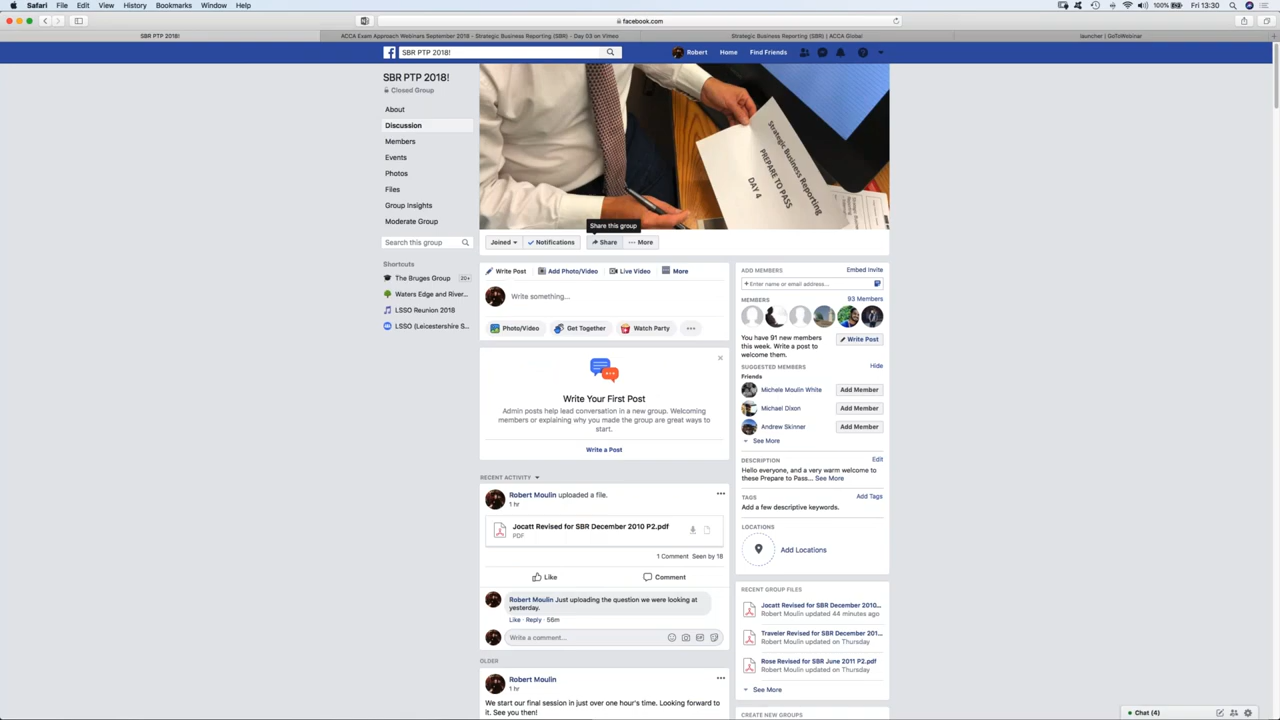 Safari File Edit View History Bookmarks Window Help
100% Fri 13:30
facebook.com
SBR PTP 2018!
ACCA Exam Approach Webinars September 2018 - Strategic Business Reporting - Day 03 on Vimeo
Strategic Business Reporting (SBR) | ACCA Global
launcher | GoToWebinar
SBR PTP 2018!
Robert Home Find Friends
SBR PTP 2018!
Closed Group
About
Discussion
Members
Events
Photos
Files
Group Insights
Moderate Group
Search this group
Shortcuts
The Bruges Group 20+
Waters Edge and River...
LSSO Reunion 2018
LSSO (Leicestershire S...
Strategic Business Reporting
PREPARE TO PASS
DAY 4
Share this group
Joined Notifications Share More
Write Post Add Photo/Video Live Video More
Write something...
Photo/Video Get Together Watch Party
Write Your First Post
Admin posts help lead conversation in a new group. Welcoming
members or explaining why you made the group are great ways to
start.
Write a Post
RECENT ACTIVITY
Robert Moulin uploaded a file.
1 hr
Jocatt Revised for SBR December 2010 P2.pdf
PDF
1 Comment Seen by 18
Like Comment
Robert Moulin Just uploading the question we were looking at
yesterday.
Like · Reply · 56m
Write a comment...
OLDER
Robert Moulin
1 hr
We start our final session in just over one hour's time. Looking forward to
it. See you then!
ADD MEMBERS Embed Invite
+ Enter name or email address...
MEMBERS 93 Members
You have 91 new members
this week. Write a post to
welcome them.
Write Post
SUGGESTED MEMBERS Hide
Friends
Michele Moulin White Add Member
Michael Dixon Add Member
Andrew Skinner Add Member
See More
DESCRIPTION Edit
Hello everyone, and a very warm welcome to
these Prepare to Pass... See More
TAGS Add Tags
Add a few descriptive keywords.
LOCATIONS
Add Locations
RECENT GROUP FILES
Jocatt Revised for SBR December 2010...
Robert Moulin updated 44 minutes ago
Traveler Revised for SBR December 201...
Robert Moulin updated on Thursday
Rose Revised for SBR June 2011 P2.pdf
Robert Moulin updated on Thursday
See More
CREATE NEW GROUPS
Chat (4)